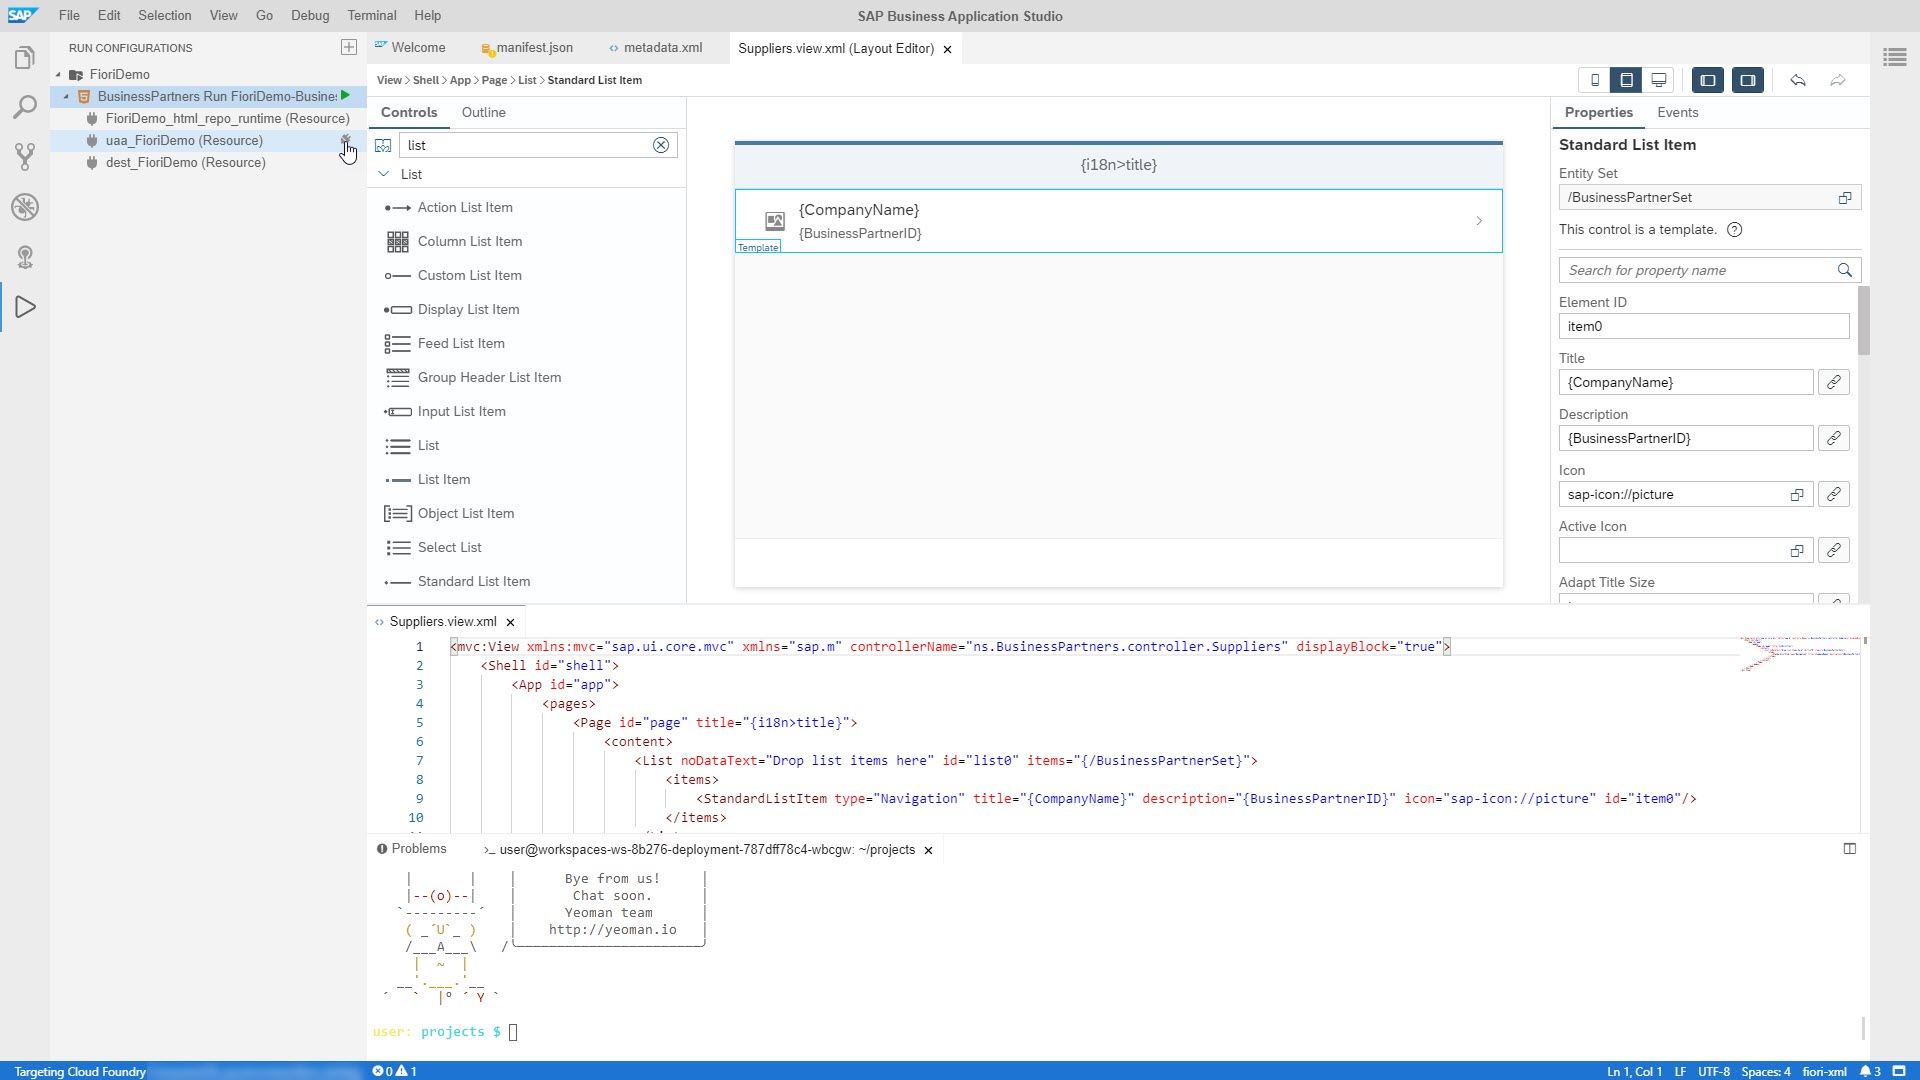 SAP File Edit Selection View Go Debug Terminal Help SAP Business Application Studio
RUN CONFIGURATIONS
FioriDemo
BusinessPartners Run FioriDemo-Busine
FioriDemo_html_repo_runtime (Resource)
uaa_FioriDemo (Resource)
dest_FioriDemo (Resource)
Welcome manifest.json metadata.xml Suppliers.view.xml (Layout Editor)
View > Shell > App > Page > List > Standard List Item
Controls Outline
list
List
Action List Item
Column List Item
Custom List Item
Display List Item
Feed List Item
Group Header List Item
Input List Item
List
List Item
Object List Item
Select List
Standard List Item
{i18n>title}
{CompanyName}
{BusinessPartnerID}
Template
Properties Events
Standard List Item
Entity Set
/BusinessPartnerSet
This control is a template.
Search for property name
Element ID
item0
Title
{CompanyName}
Description
{BusinessPartnerID}
Icon
sap-icon://picture
Active Icon
Adapt Title Size
Suppliers.view.xml
1 <mvc:View xmlns:mvc="sap.ui.core.mvc" xmlns="sap.m" controllerName="ns.BusinessPartners.controller.Suppliers" displayBlock="true">
2 <Shell id="shell">
3 <App id="app">
4 <pages>
5 <Page id="page" title="{i18n>title}">
6 <content>
7 <List noDataText="Drop list items here" id="list0" items="{/BusinessPartnerSet}">
8 <items>
9 <StandardListItem type="Navigation" title="{CompanyName}" description="{BusinessPartnerID}" icon="sap-icon://picture" id="item0"/>
10 </items>
Problems >_ user@workspaces-ws-8b276-deployment-787dff78c4-wbcgw: ~/projects
Bye from us!
Chat soon.
Yeoman team
http://yeoman.io
user: projects $
Targeting Cloud Foundry 0 1 Ln 1, Col 1 LF UTF-8 Spaces: 4 fiori-xml 3